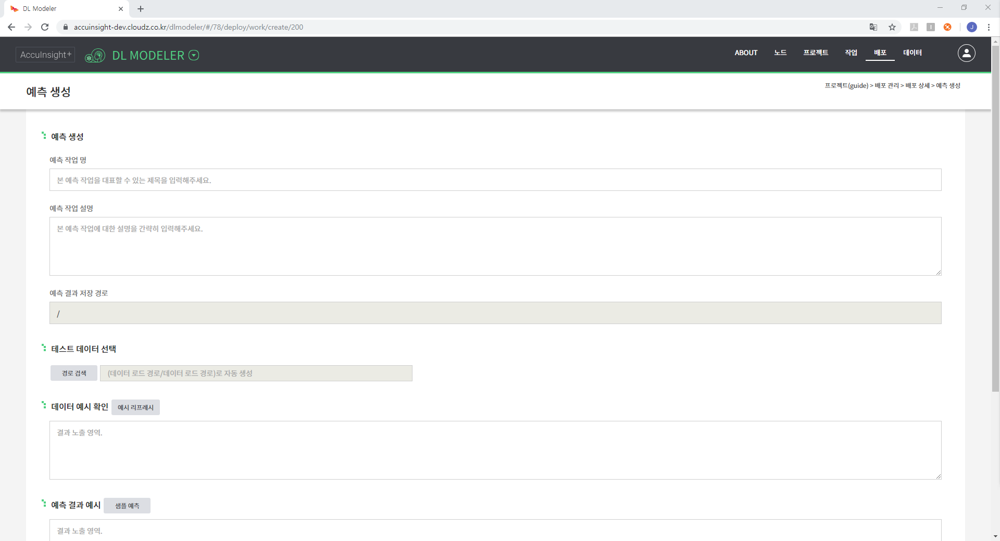 DL Modeler
accuinsight-dev.cloudz.co.kr/dlmodeler/#/78/deploy/work/create/200
J
AccuInsight+
DL MODELER
ABOUT 노드 프로젝트 작업 배포 데이터
예측 생성
프로젝트(guide) > 배포 관리 > 배포 상세 > 예측 생성
예측 생성
예측 작업 명
본 예측 작업을 대표할 수 있는 제목을 입력해주세요.
예측 작업 설명
본 예측 작업에 대한 설명을 간략히 입력해주세요.
예측 결과 저장 경로
/
테스트 데이터 선택
경로 검색 (데이터 로드 경로/데이터 로드 경로)로 자동 생성
데이터 예시 확인 예시 리프레시
결과 노출 영역.
예측 결과 예시 샘플 예측
결과 노출 영역.